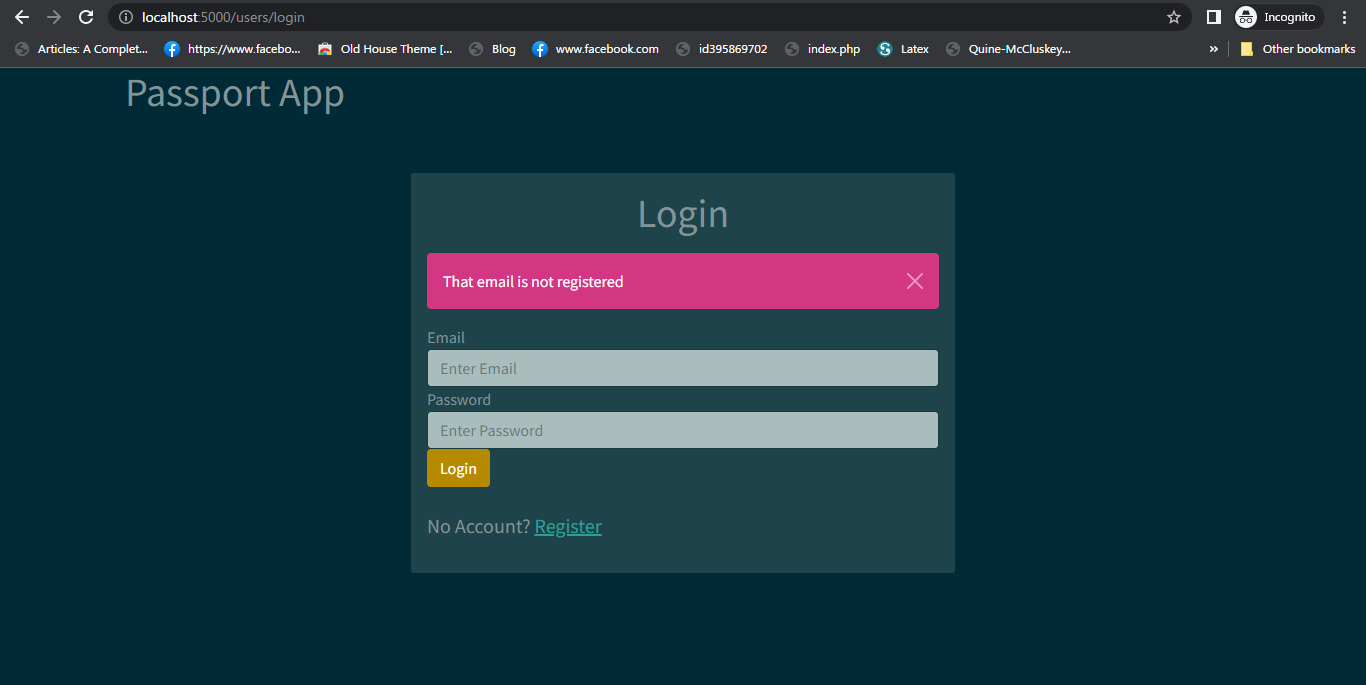 localhost:5000/users/login
Incognito
Articles: A Complet... https://www.facebo... Old House Theme [... Blog www.facebook.com id395869702 index.php Latex Quine-McCluskey... » Other bookmarks
Passport App
Login
That email is not registered
Email
Enter Email
Password
Enter Password
Login
No Account? Register